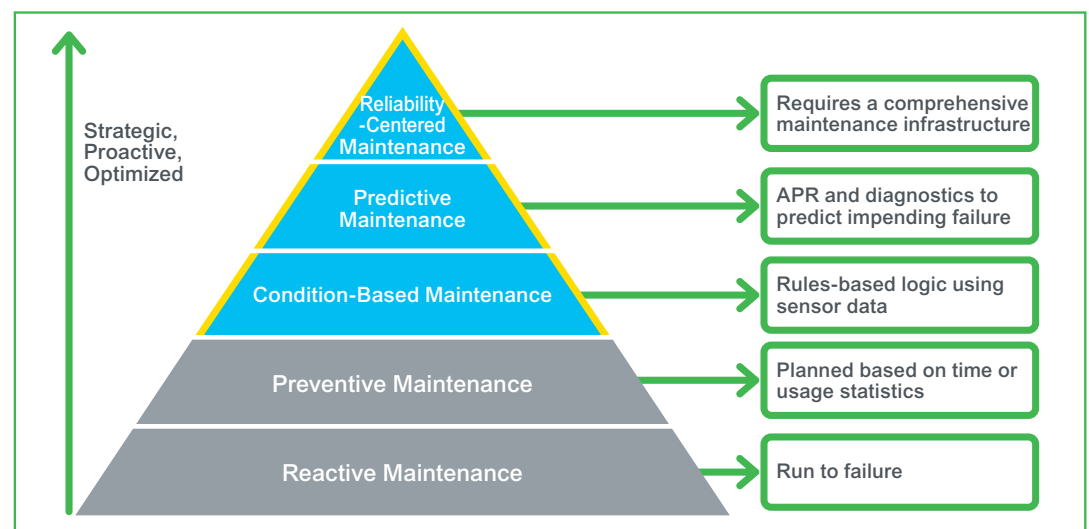 Strategic,
Proactive,
Optimized
Reliability
-Centered
Maintenance
Requires a comprehensive
maintenance infrastructure
Predictive
Maintenance
APR and diagnostics to
predict impending failure
Condition-Based Maintenance
Rules-based logic using
sensor data
Preventive Maintenance
Planned based on time or
usage statistics
Reactive Maintenance
Run to failure